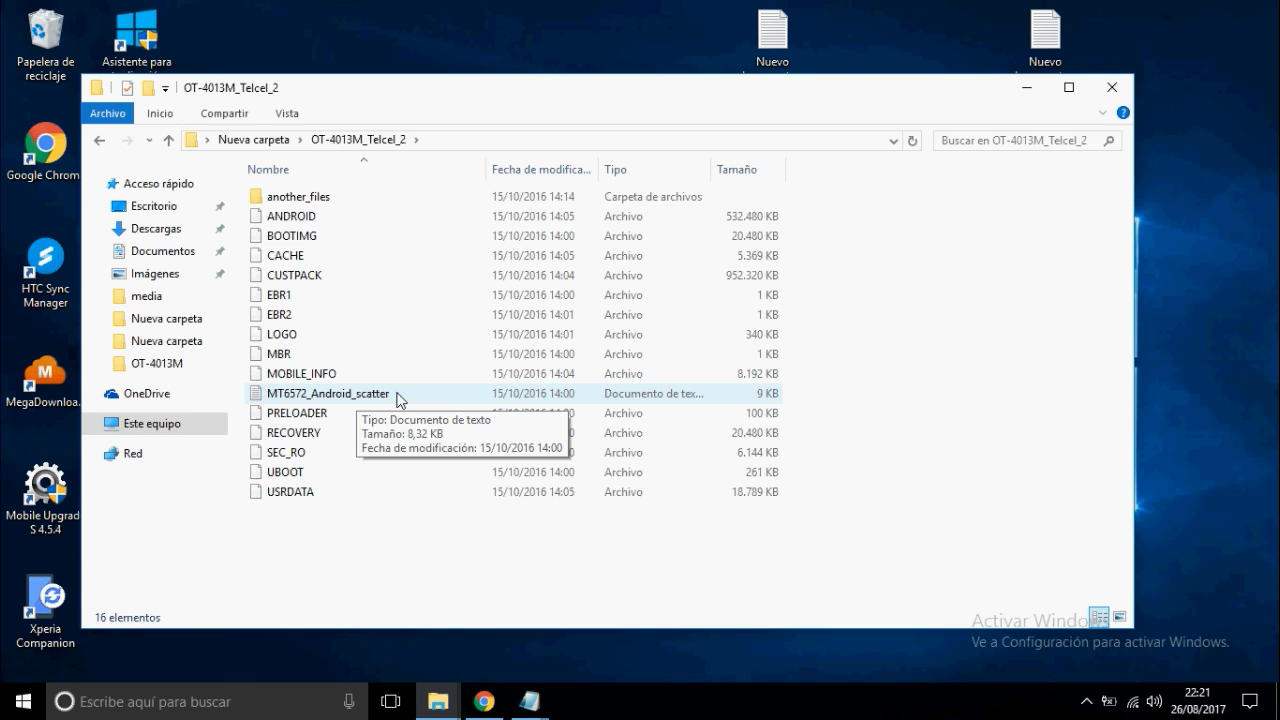 Papelera de
reciclaje
Asistente para
Nuevo
Nuevo
OT-4013M_Telcel_2
Archivo Inicio Compartir Vista
Nueva carpeta OT-4013M_Telcel_2
Buscar en OT-4013M_Telcel_2
Nombre Fecha de modifica... Tipo Tamaño
another_files 15/10/2016 14:14 Carpeta de archivos
ANDROID 15/10/2016 14:05 Archivo 532.480 KB
BOOTIMG 15/10/2016 14:00 Archivo 20.480 KB
CACHE 15/10/2016 14:05 Archivo 5.369 KB
CUSTPACK 15/10/2016 14:04 Archivo 952.320 KB
EBR1 15/10/2016 14:00 Archivo 1 KB
EBR2 15/10/2016 14:01 Archivo 1 KB
LOGO 15/10/2016 14:01 Archivo 340 KB
MBR 15/10/2016 14:00 Archivo 1 KB
MOBILE_INFO 15/10/2016 14:04 Archivo 8.192 KB
MT6572_Android_scatter 15/10/2016 14:00 Documento de tex... 9 KB
PRELOADER Archivo 100 KB
RECOVERY Archivo 20.480 KB
SEC_RO Archivo 6.144 KB
UBOOT 15/10/2016 14:00 Archivo 261 KB
USRDATA 15/10/2016 14:05 Archivo 18.789 KB
Tipo: Documento de texto
Tamaño: 8,32 KB
Fecha de modificación: 15/10/2016 14:00
Acceso rápido
Escritorio
Descargas
Documentos
Imágenes
media
Nueva carpeta
Nueva carpeta
OT-4013M
OneDrive
Este equipo
Red
16 elementos
Google Chrom
HTC Sync
Manager
MegaDownloa.
Mobile Upgrad
S 4.5.4
Xperia
Companion
Activar Windo
Ve a Configuración para activar Windows.
Escribe aquí para buscar
22:21
26/08/2017